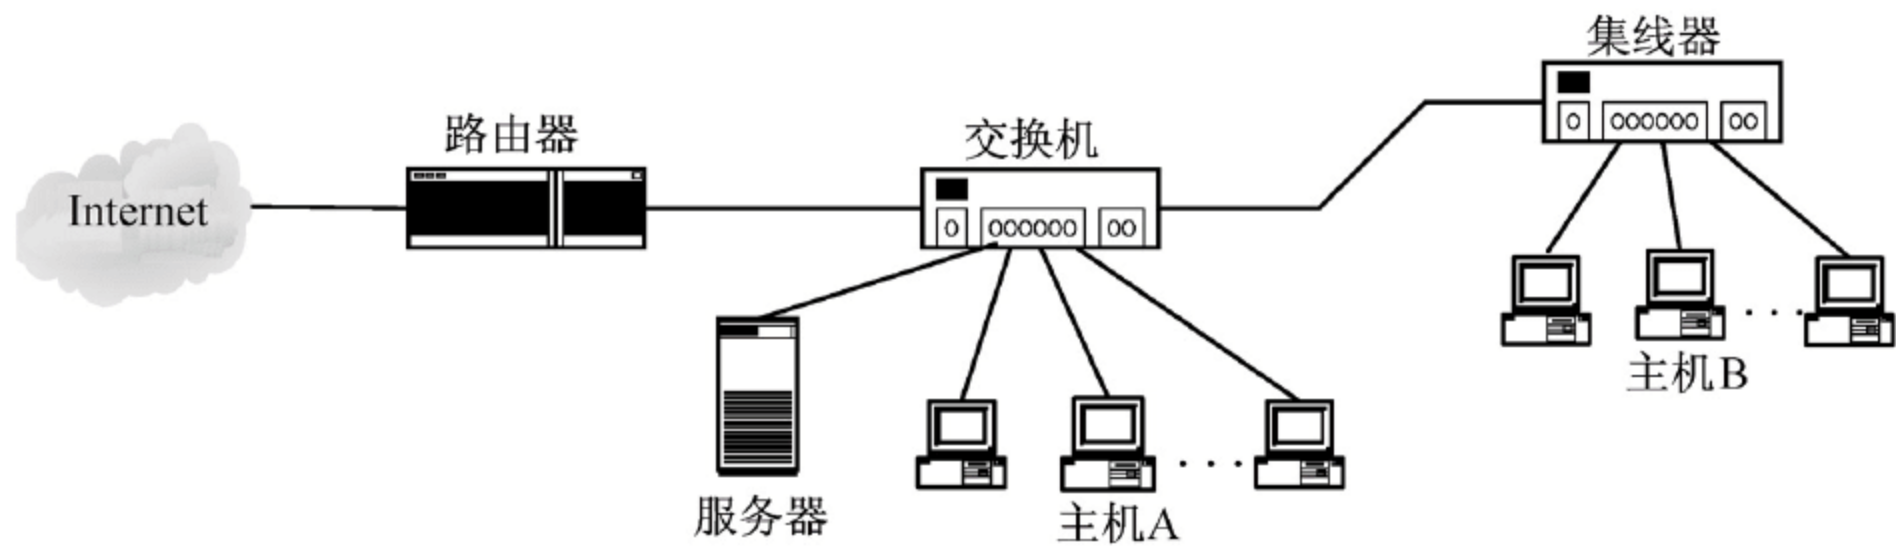 集线器
路由器
交换机
Internet
主机B
服务器
主机A